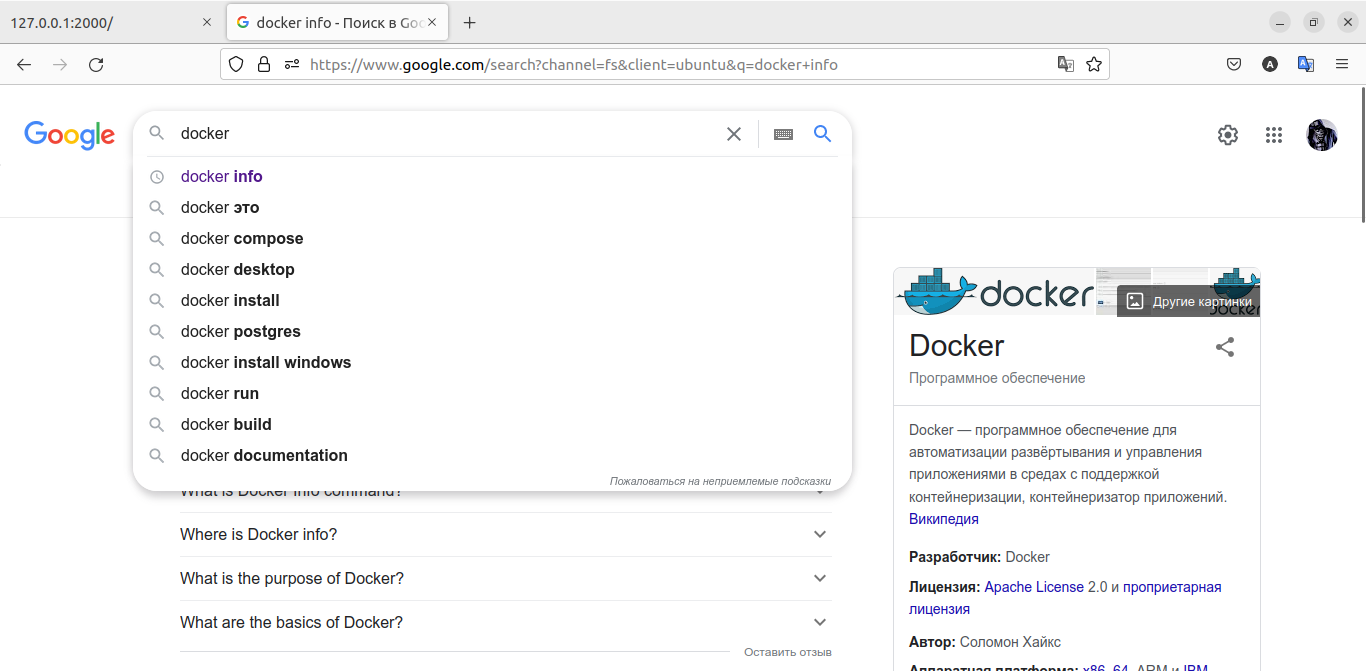 127.0.0.1:2000/
docker info - Поиск в Goo
https://www.google.com/search?channel=fs&client=ubuntu&q=docker+info
A
Google
docker
docker info
docker это
docker compose
docker desktop
docker install
docker postgres
docker install windows
docker run
docker build
docker documentation
Пожаловаться на неприемлемые подсказки
What is Docker info command?
Where is Docker info?
What is the purpose of Docker?
What are the basics of Docker?
Оставить отзыв
docker
docker
Другие картинки
Docker
Программное обеспечение
Docker — программное обеспечение для
автоматизации развёртывания и управления
приложениями в средах с поддержкой
контейнеризации, контейнеризатор приложений.
Википедия
Разработчик: Docker
Лицензия: Apache License 2.0 и проприетарная
лицензия
Автор: Соломон Хайкс
Аппаратная платформа: x86_64, ARM и IBM